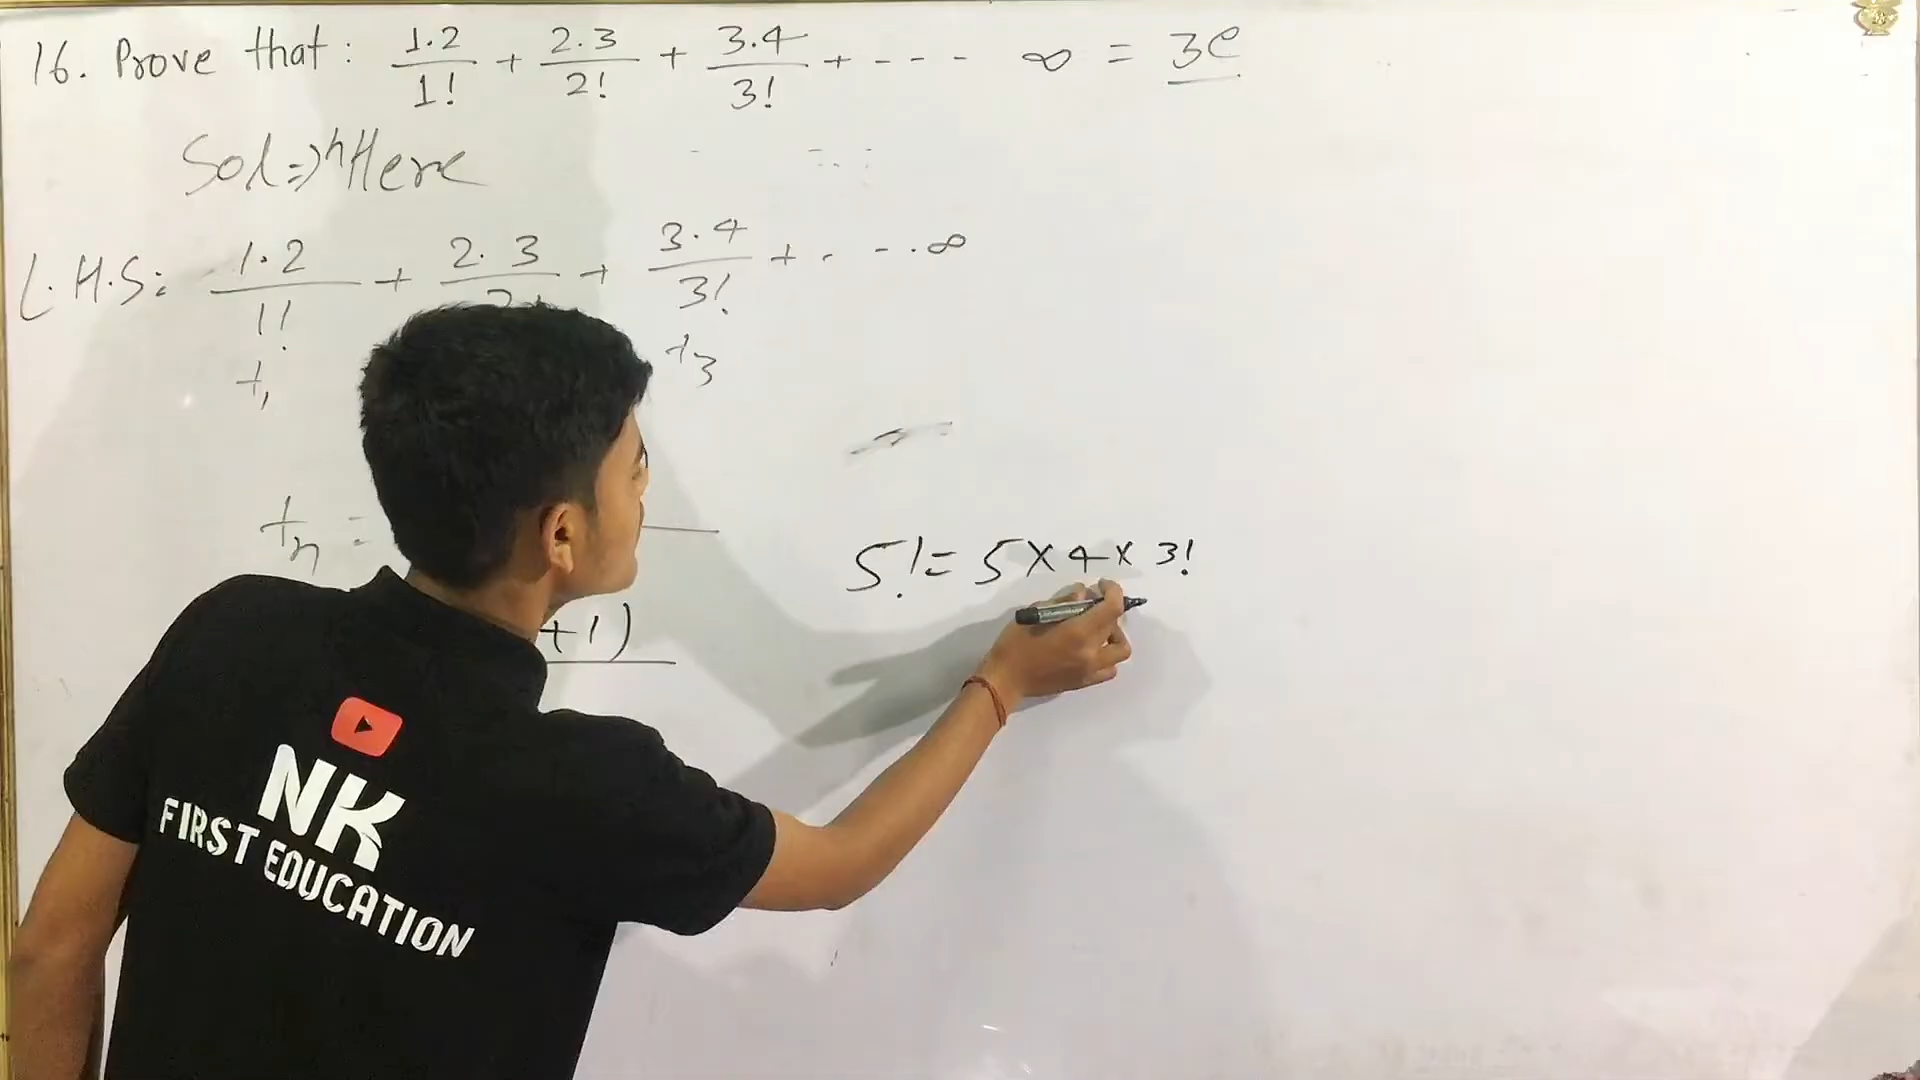 16. Prove that: 1.2/1! + 2.3/2! + 3.4/3! + - - - ∞ = 3e
Sol=>n Here
L.H.S: 1.2/1! + 2. 3 + 3.4/3! + . - - . ∞
t1 t3
tn =
5! = 5 × 4 × 3!
+1)
NK
FIRST EDUCATION